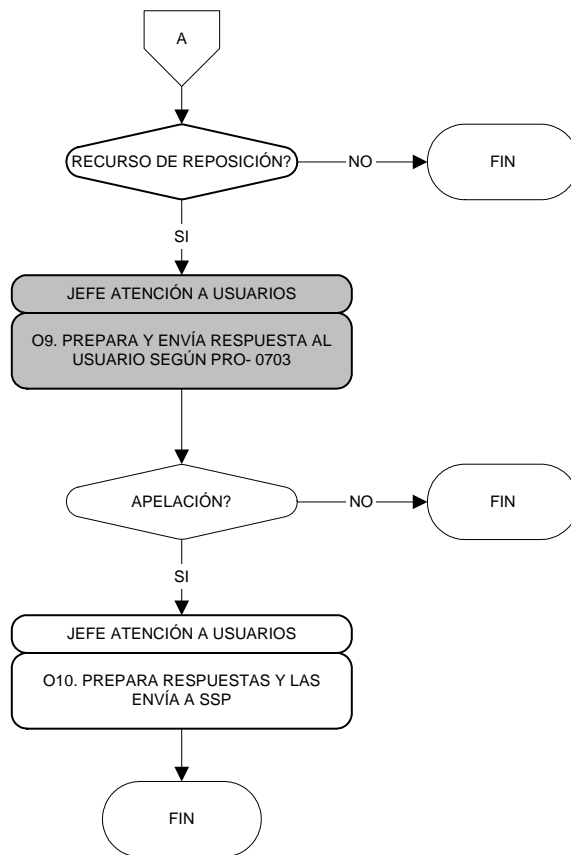 A
RECURSO DE REPOSICIÓN?
NO
FIN
SI
JEFE ATENCIÓN A USUARIOS
O9. PREPARA Y ENVÍA RESPUESTA AL
USUARIO SEGÚN PRO- 0703
APELACIÓN?
NO
FIN
SI
JEFE ATENCIÓN A USUARIOS
O10. PREPARA RESPUESTAS Y LAS
ENVÍA A SSP
FIN